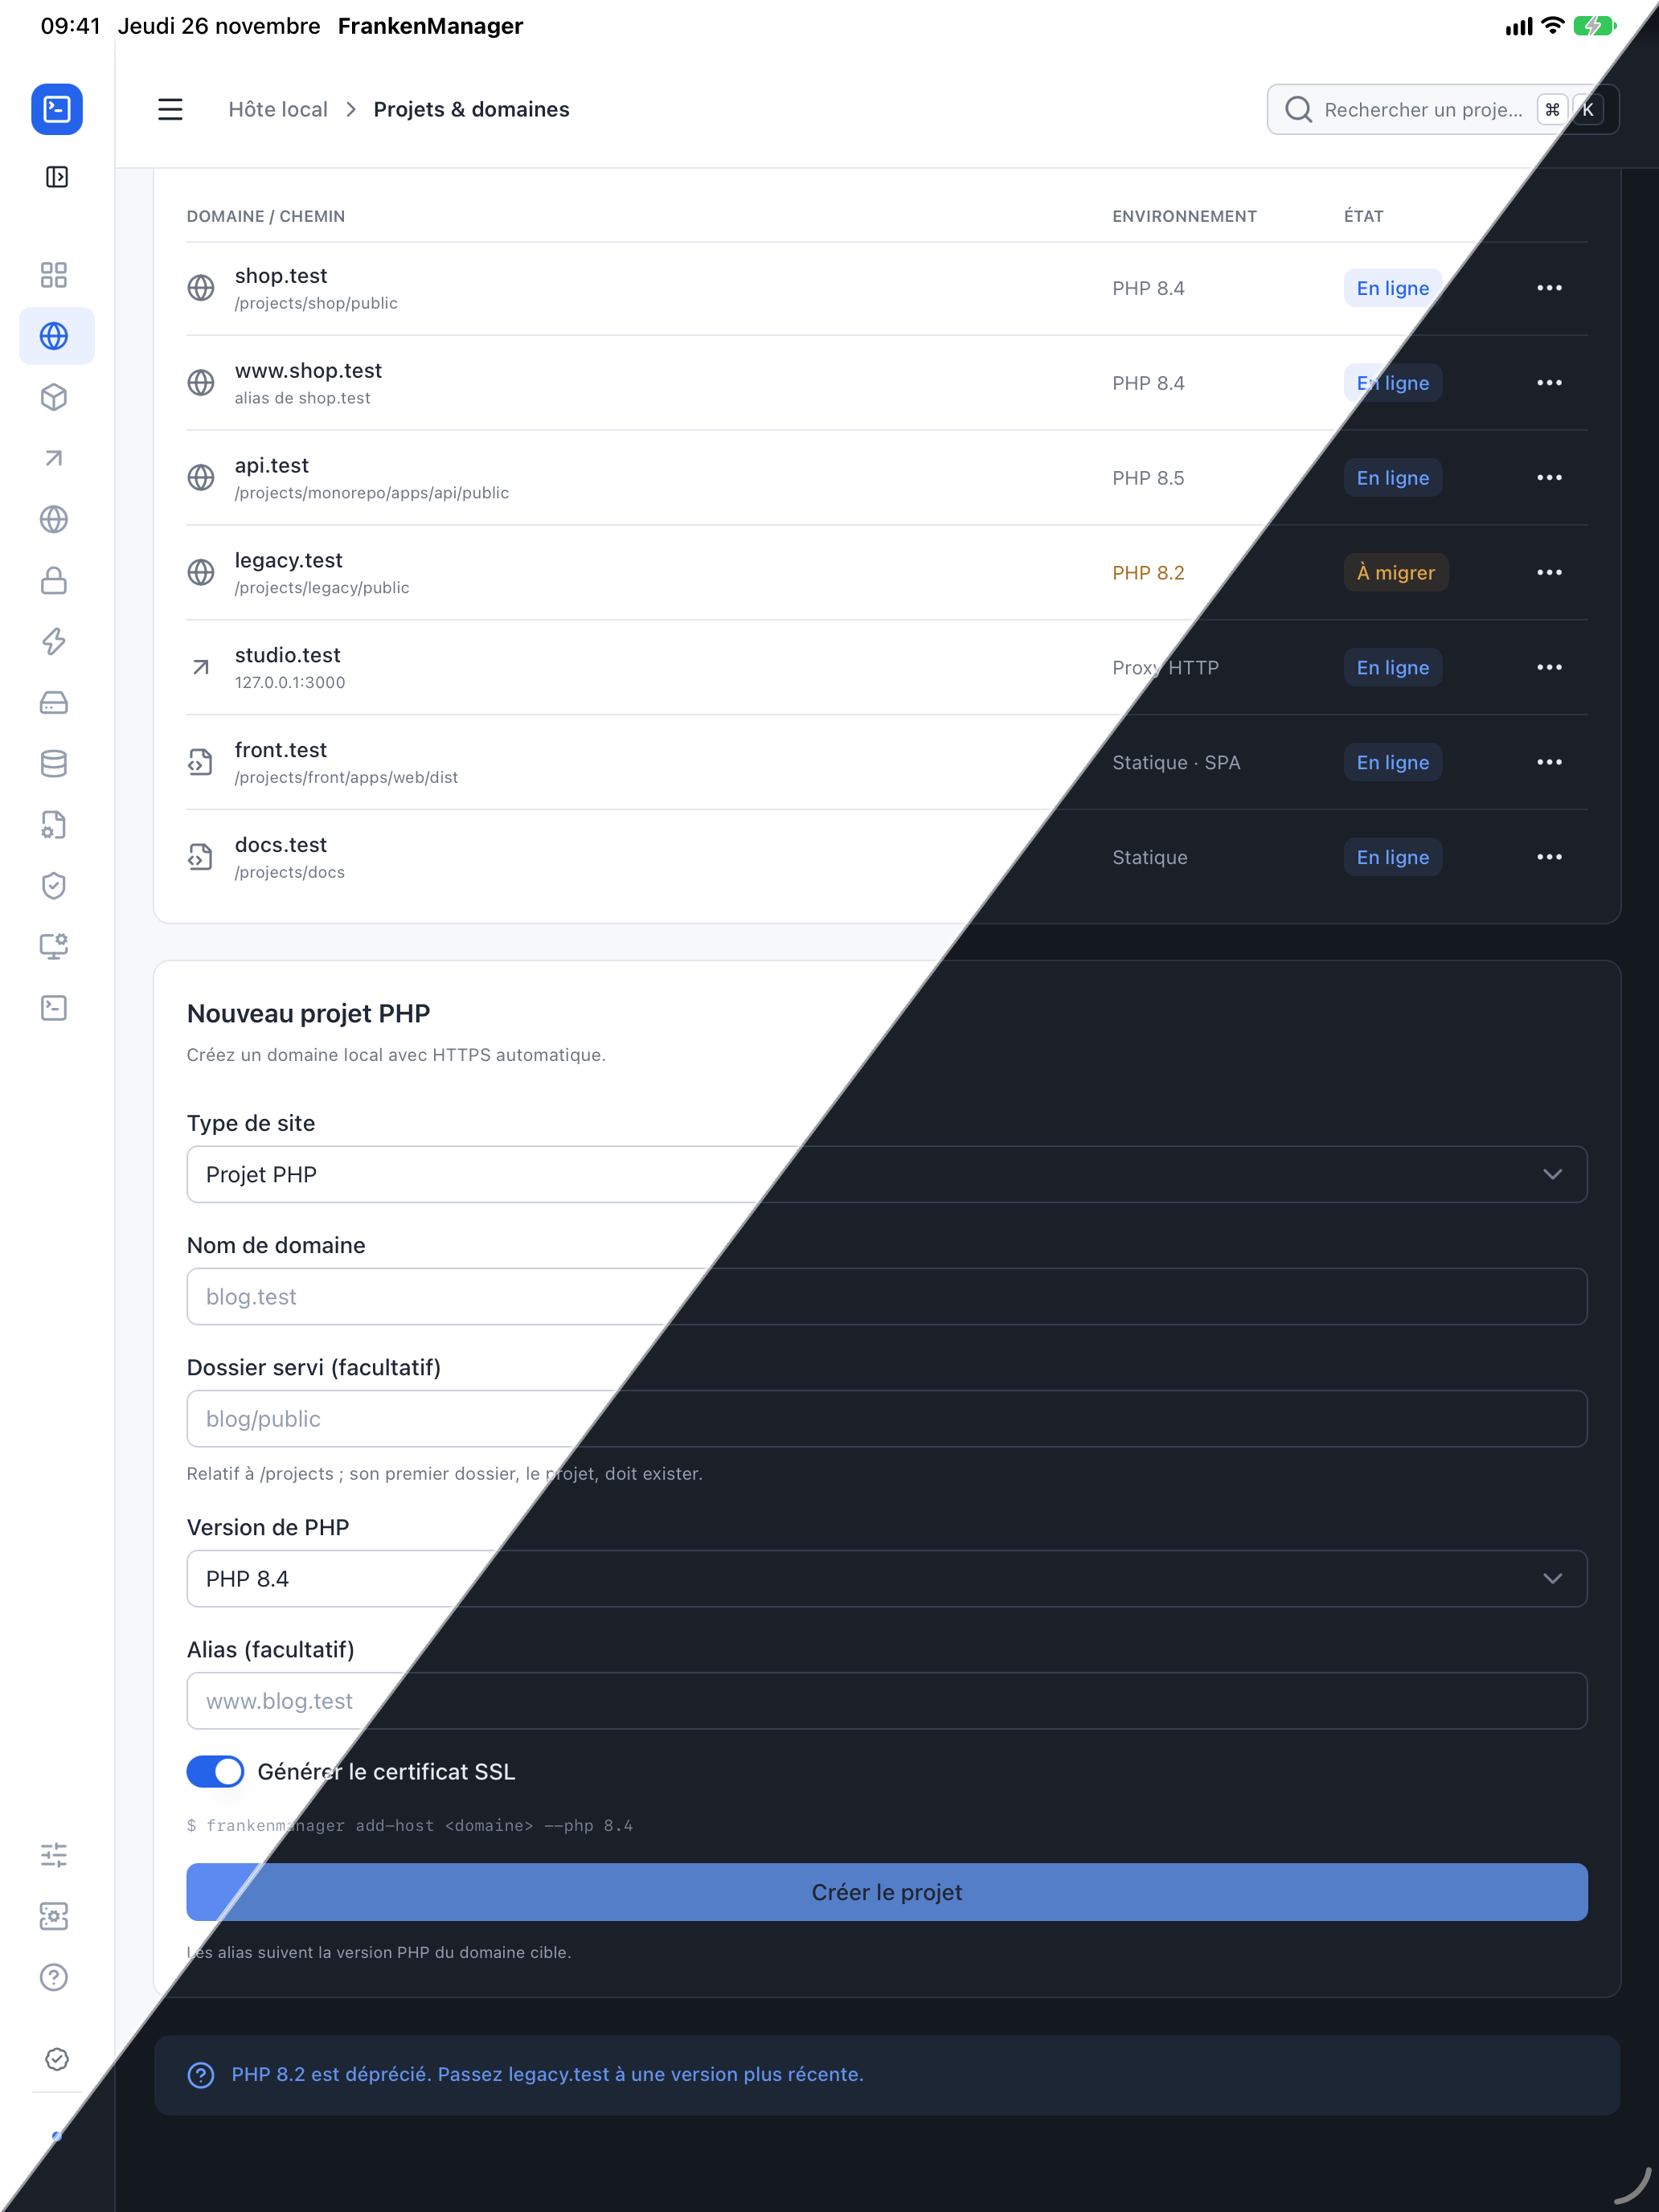 09:41 Jeudi 26 novembre FrankenManager
Hôte local > Projets & domaines
Rechercher un proje... ⌘ K
DOMAINE / CHEMIN ENVIRONNEMENT ÉTAT
shop.test
/projects/shop/public
PHP 8.4 En ligne
www.shop.test
alias de shop.test
PHP 8.4 En ligne
api.test
/projects/monorepo/apps/api/public
PHP 8.5 En ligne
legacy.test
/projects/legacy/public
PHP 8.2 À migrer
studio.test
127.0.0.1:3000
Proxy HTTP En ligne
front.test
/projects/front/apps/web/dist
Statique · SPA En ligne
docs.test
/projects/docs
Statique En ligne
Nouveau projet PHP
Créez un domaine local avec HTTPS automatique.
Type de site
Projet PHP
Nom de domaine
blog.test
Dossier servi (facultatif)
blog/public
Relatif à /projects ; son premier dossier, le projet, doit exister.
Version de PHP
PHP 8.4
Alias (facultatif)
www.blog.test
Générer le certificat SSL
$ frankenmanager add-host <domaine> --php 8.4
Créer le projet
Les alias suivent la version PHP du domaine cible.
PHP 8.2 est déprécié. Passez legacy.test à une version plus récente.